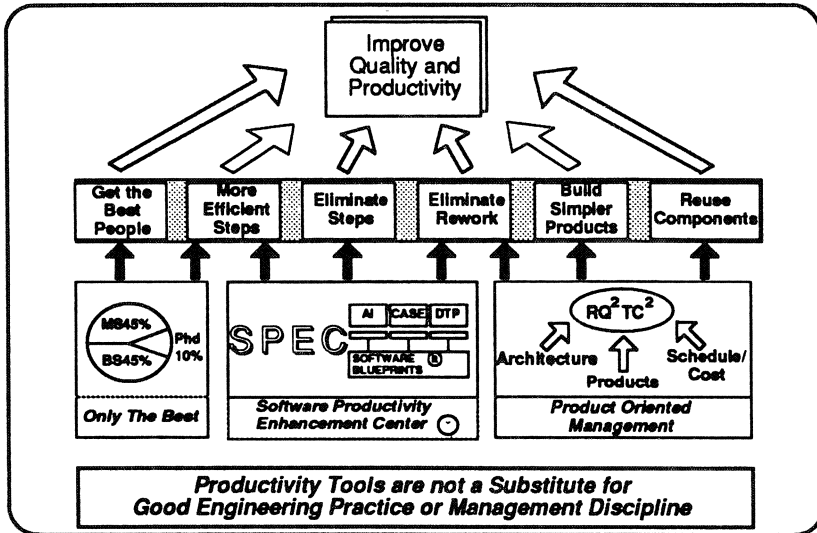 Improve
Quality and
Productivity
Get the
Best
People
More
Efficient
Steps
Eliminate
Steps
Eliminate
Rework
Build
Simpler
Products
Reuse
Components
MS45%
BS45%
Phd
10%
Only The Best
SPEC
AI
CASE
DTP
SOFTWARE
BLUEPRINTS
Software Productivity
Enhancement Center
RQ² TC²
Architecture
Products
Schedule/
Cost
Product Oriented
Management
Productivity Tools are not a Substitute for
Good Engineering Practice or Management Discipline